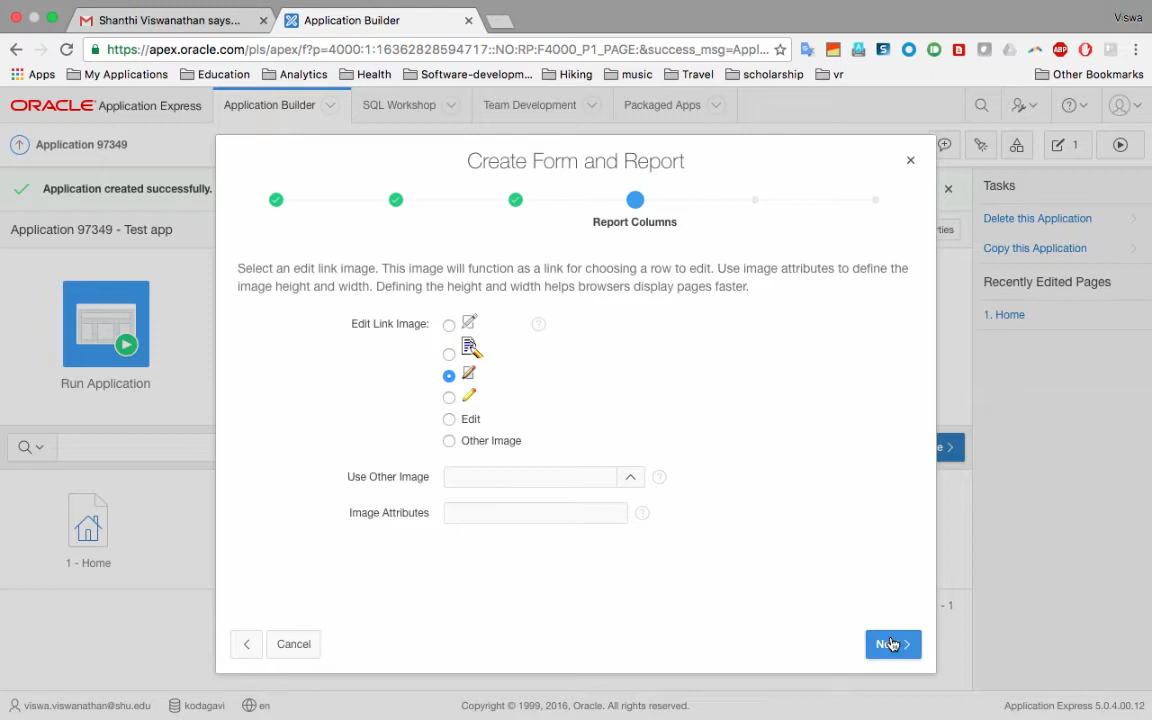 Shanthi Viswanathan says...
Application Builder
Viswa
https://apex.oracle.com/pls/apex/f?p=4000:1:16362828594717::NO:RP:F4000_P1_PAGE:&success_msg=Appl...
Apps
My Applications
Education
Analytics
Health
Software-developm...
Hiking
music
Travel
scholarship
vr
Other Bookmarks
ORACLE Application Express
Application Builder
SQL Workshop
Team Development
Packaged Apps
Application 97349
1
Application created successfully.
Application 97349 - Test app
Run Application
1 - Home
Create Form and Report
Report Columns
Select an edit link image. This image will function as a link for choosing a row to edit. Use image attributes to define the
image height and width. Defining the height and width helps browsers display pages faster.
Edit Link Image:
Edit
Other Image
Use Other Image
Image Attributes
Cancel
Tasks
Delete this Application
Copy this Application
Recently Edited Pages
1. Home
- 1
viswa.viswanathan@shu.edu
kodagavi
en
Copyright © 1999, 2016, Oracle. All rights reserved.
Application Express 5.0.4.00.12